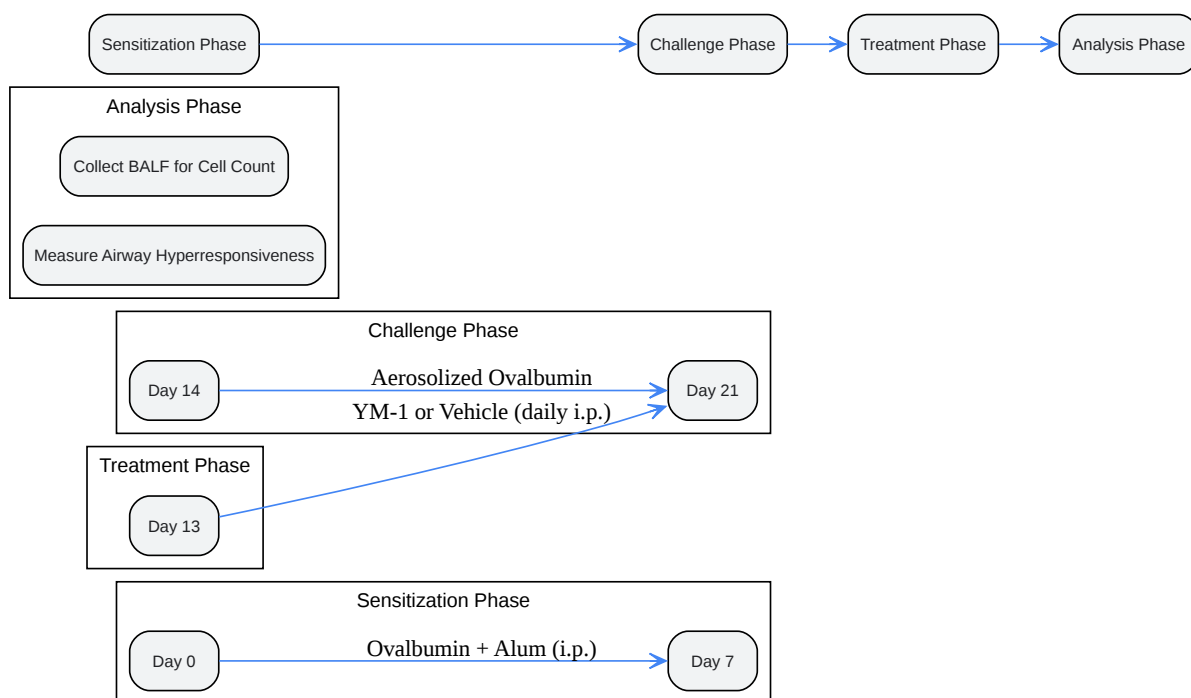 Sensitization Phase
Challenge Phase
Treatment Phase
Analysis Phase
Analysis Phase
Collect BALF for Cell Count
Measure Airway Hyperresponsiveness
Challenge Phase
Day 14
Aerosolized Ovalbumin
Day 21
YM-1 or Vehicle (daily i.p.)
Treatment Phase
Day 13
Sensitization Phase
Day 0
Ovalbumin + Alum (i.p.)
Day 7